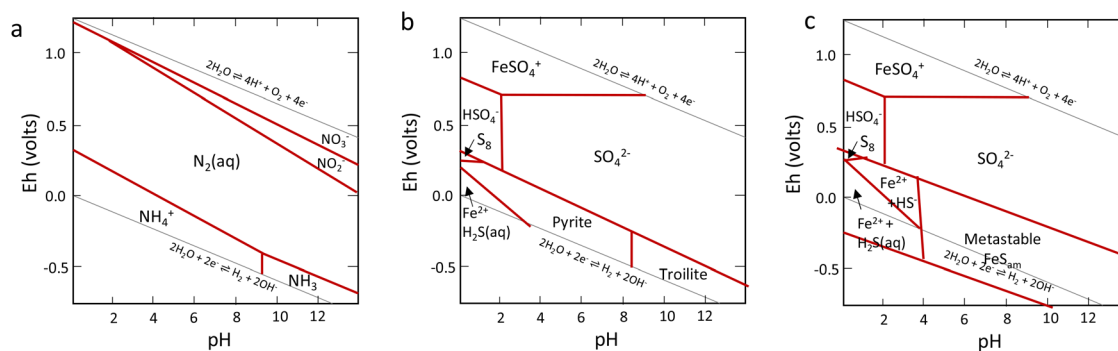 a
Eh (volts)
1.0
0.5
0.0
-0.5
2H₂O ⇌ 4H⁺ + O₂ + 4e⁻
NO₃⁻
NO₂⁻
N₂(aq)
NH₄⁺
2H₂O + 2e⁻ ⇌ H₂ + 2OH⁻
NH₃
2 4 6 8 10 12
pH
b
Eh (volts)
1.0
0.5
0.0
-0.5
FeSO₄⁺
2H₂O ⇌ 4H⁺ + O₂ + 4e⁻
HSO₄⁻
S₈
SO₄²⁻
Fe²⁺
H₂S(aq)
Pyrite
2H₂O + 2e⁻ ⇌ H₂ + 2OH⁻
Troilite
2 4 6 8 10 12
pH
c
Eh (volts)
1.0
0.5
0.0
-0.5
FeSO₄⁺
2H₂O ⇌ 4H⁺ + O₂ + 4e⁻
HSO₄⁻
S₈
SO₄²⁻
Fe²⁺
+HS⁻
Fe²⁺ +
H₂S(aq)
Metastable
FeSₐₘ
2H₂O + 2e⁻ ⇌ H₂ + 2OH⁻
2 4 6 8 10 12
pH